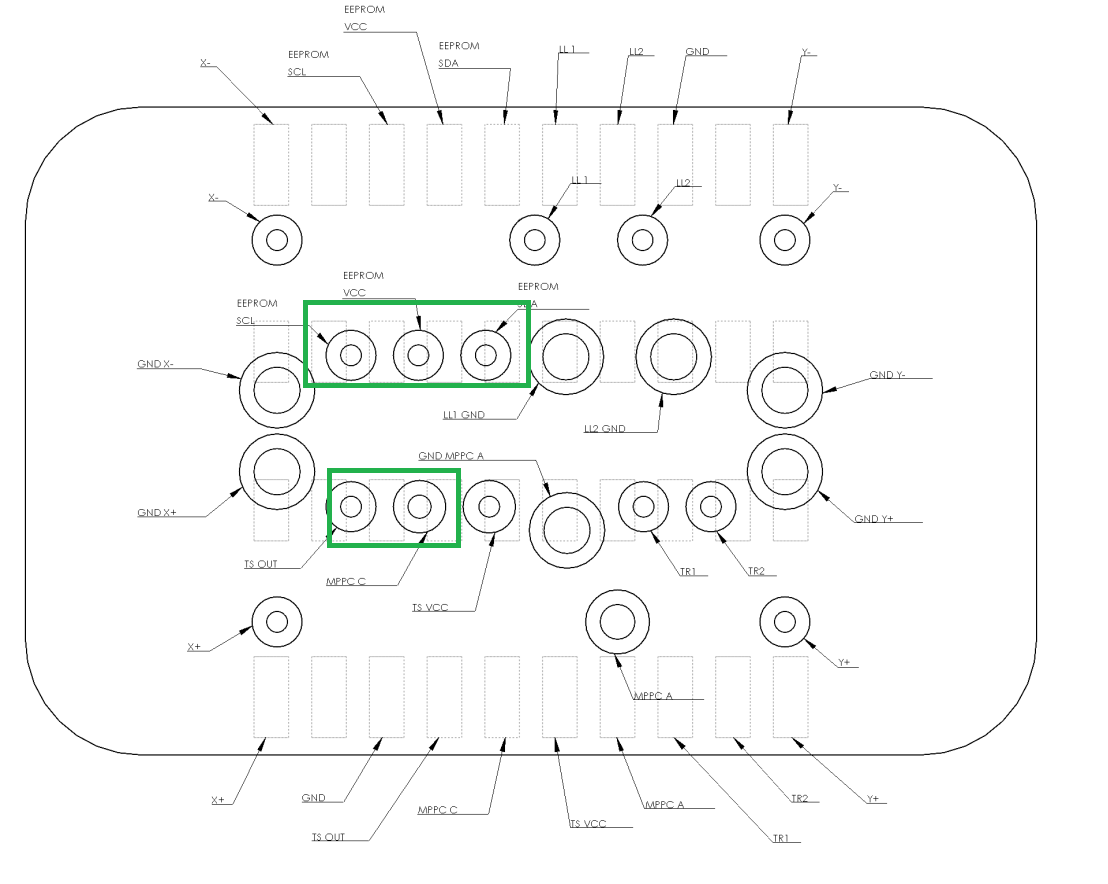 EEPROM
VCC
EEPROM
SDA
LL 1
LL2
GND
Y-
EEPROM
SCL
X-
LL 1
LL2
Y-
X-
EEPROM
VCC
EEPROM
SDA
EEPROM
SCL
GND X-
GND Y-
LL1 GND
LL2 GND
GND MPPC A
GND X+
GND Y+
TS OUT
MPPC C
TS VCC
TR1
TR2
X+
Y+
MPPC A
X+
GND
TS OUT
MPPC C
TS VCC
MPPC A
TR1
TR2
Y+